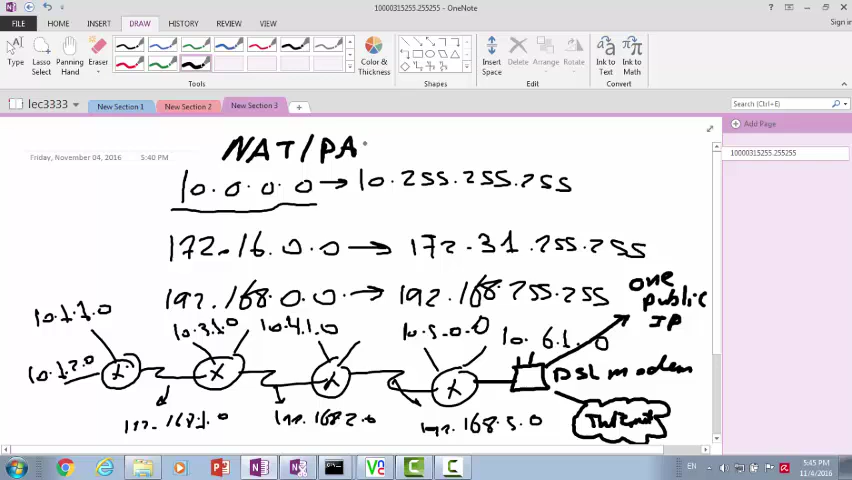 10000315255.255255 - OneNote
FILE HOME INSERT DRAW HISTORY REVIEW VIEW
Sign in
Type Lasso Select Panning Hand Eraser Color & Thickness Insert Space Delete Arrange Rotate Ink to Text Ink to Math
Tools Shapes Edit Convert
lec3333 New Section 1 New Section 2 New Section 3 + Search (Ctrl+E)
Add Page
10000315255.255255
Friday, November 04, 2016 5:40 PM
NAT/PA
10.0.0.0 → 10.255.255.255
172.16.0.0 → 172.31.255.255
192.168.0.0 → 192.168.255.255
one public IP
10.1.1.0 10.3.1.0 10.4.1.0 10.5.0.0 10.6.1.0
10.1.2.0 DSL modem
192.168.1.0 192.168.2.0 192.168.5.0
EN 5:45 PM
11/4/2016